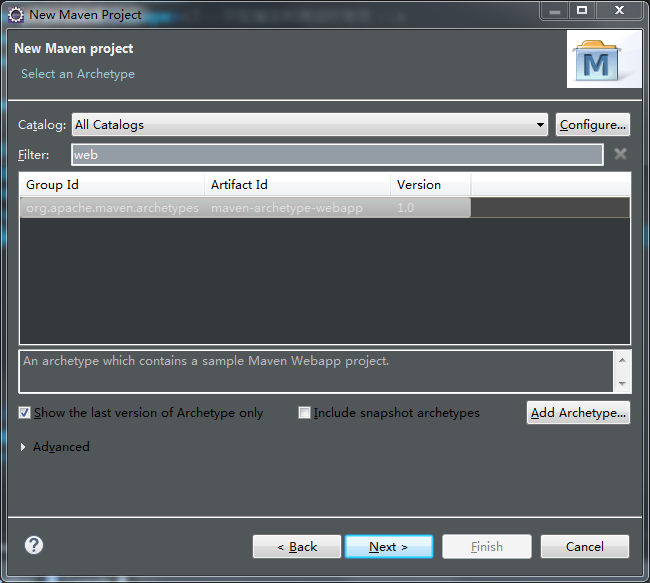 New Maven Project
New Maven project
Select an Archetype
M
Catalog: All Catalogs Configure...
Filter: web
Group Id Artifact Id Version
org.apache.maven.archetypes maven-archetype-webapp 1.0
An archetype which contains a sample Maven Webapp project.
Show the last version of Archetype only Include snapshot archetypes Add Archetype...
Advanced
? < Back Next > Finish Cancel